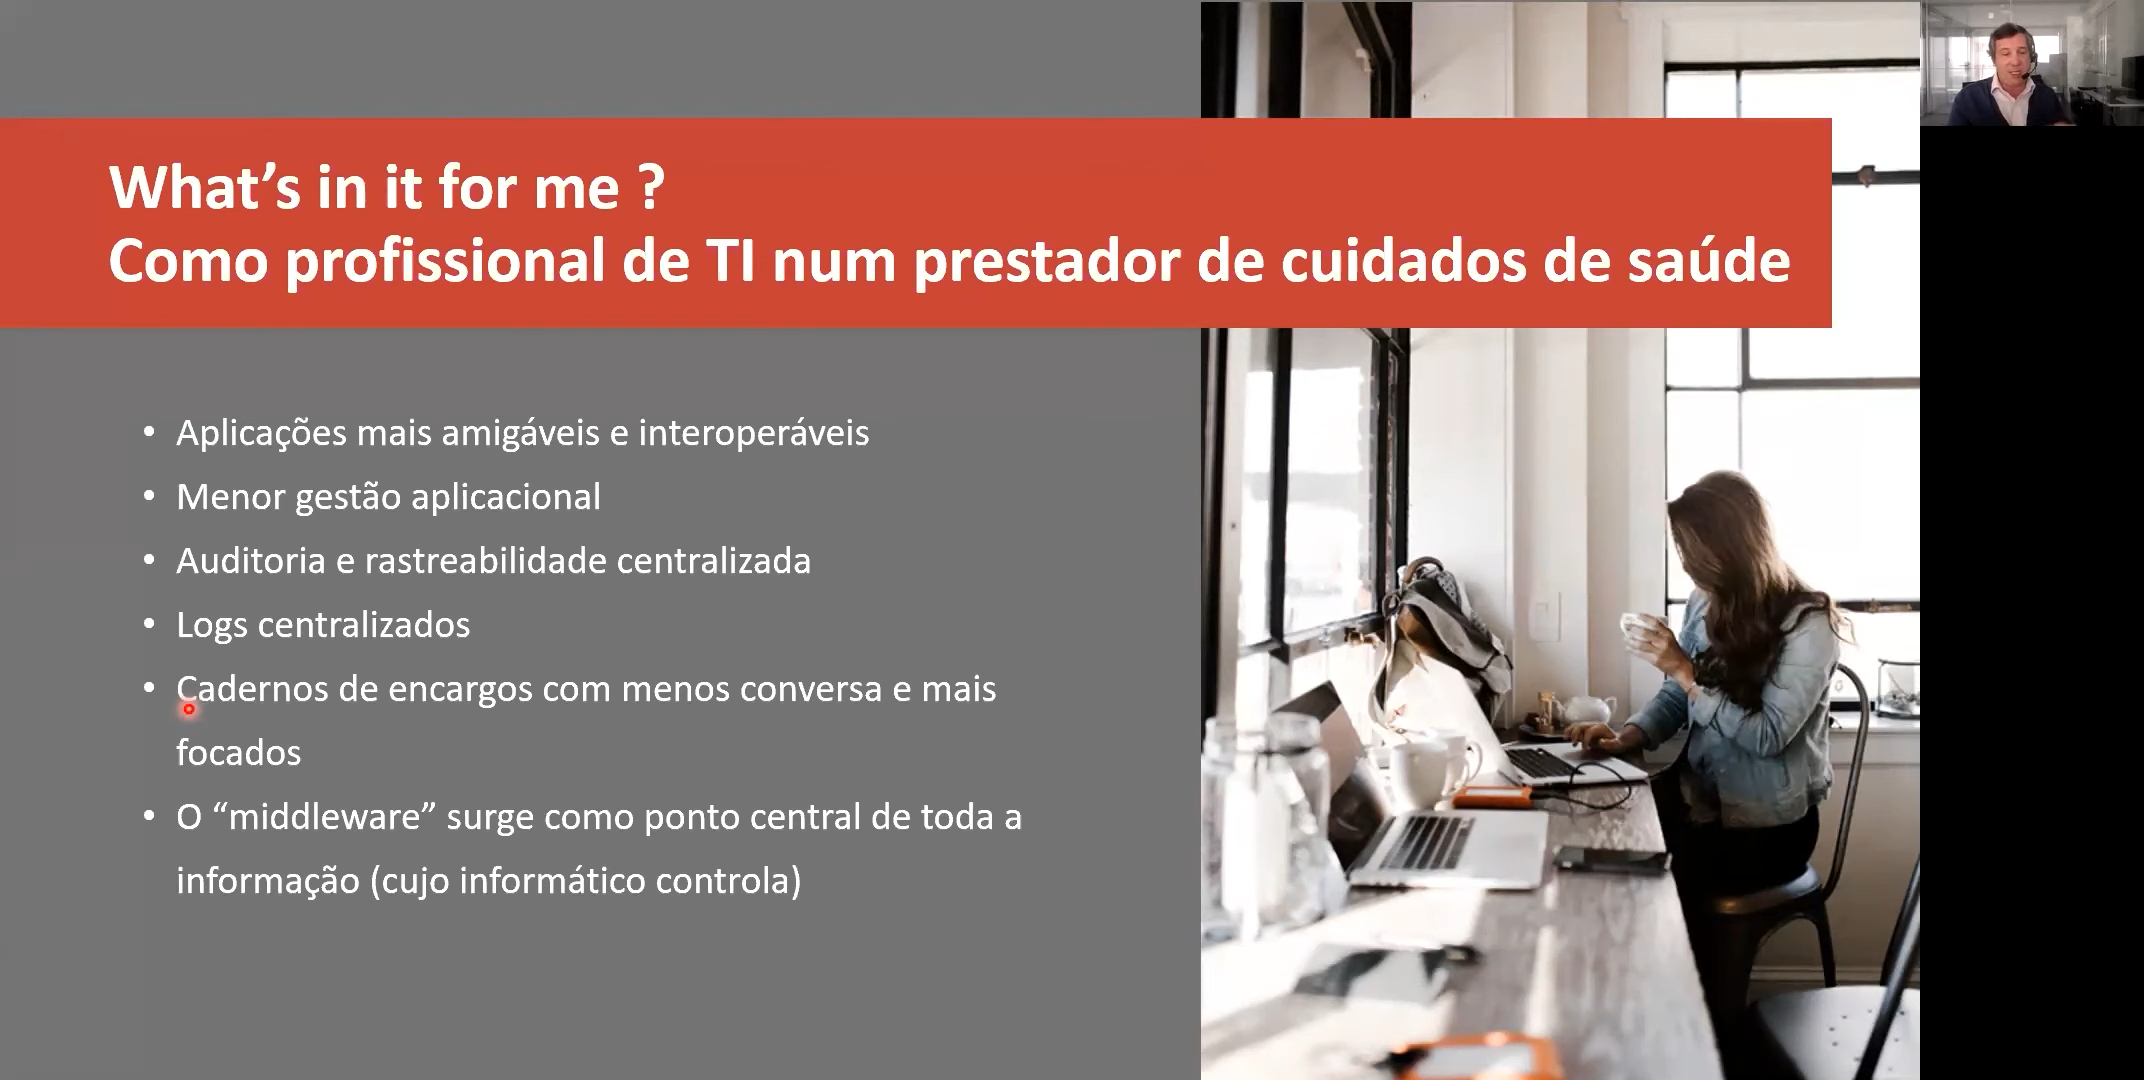 What’s in it for me ?
Como profissional de TI num prestador de cuidados de saúde
• Aplicações mais amigáveis e interoperáveis
• Menor gestão aplicacional
• Auditoria e rastreabilidade centralizada
• Logs centralizados
• Cadernos de encargos com menos conversa e mais
focados
• O “middleware” surge como ponto central de toda a
informação (cujo informático controla)